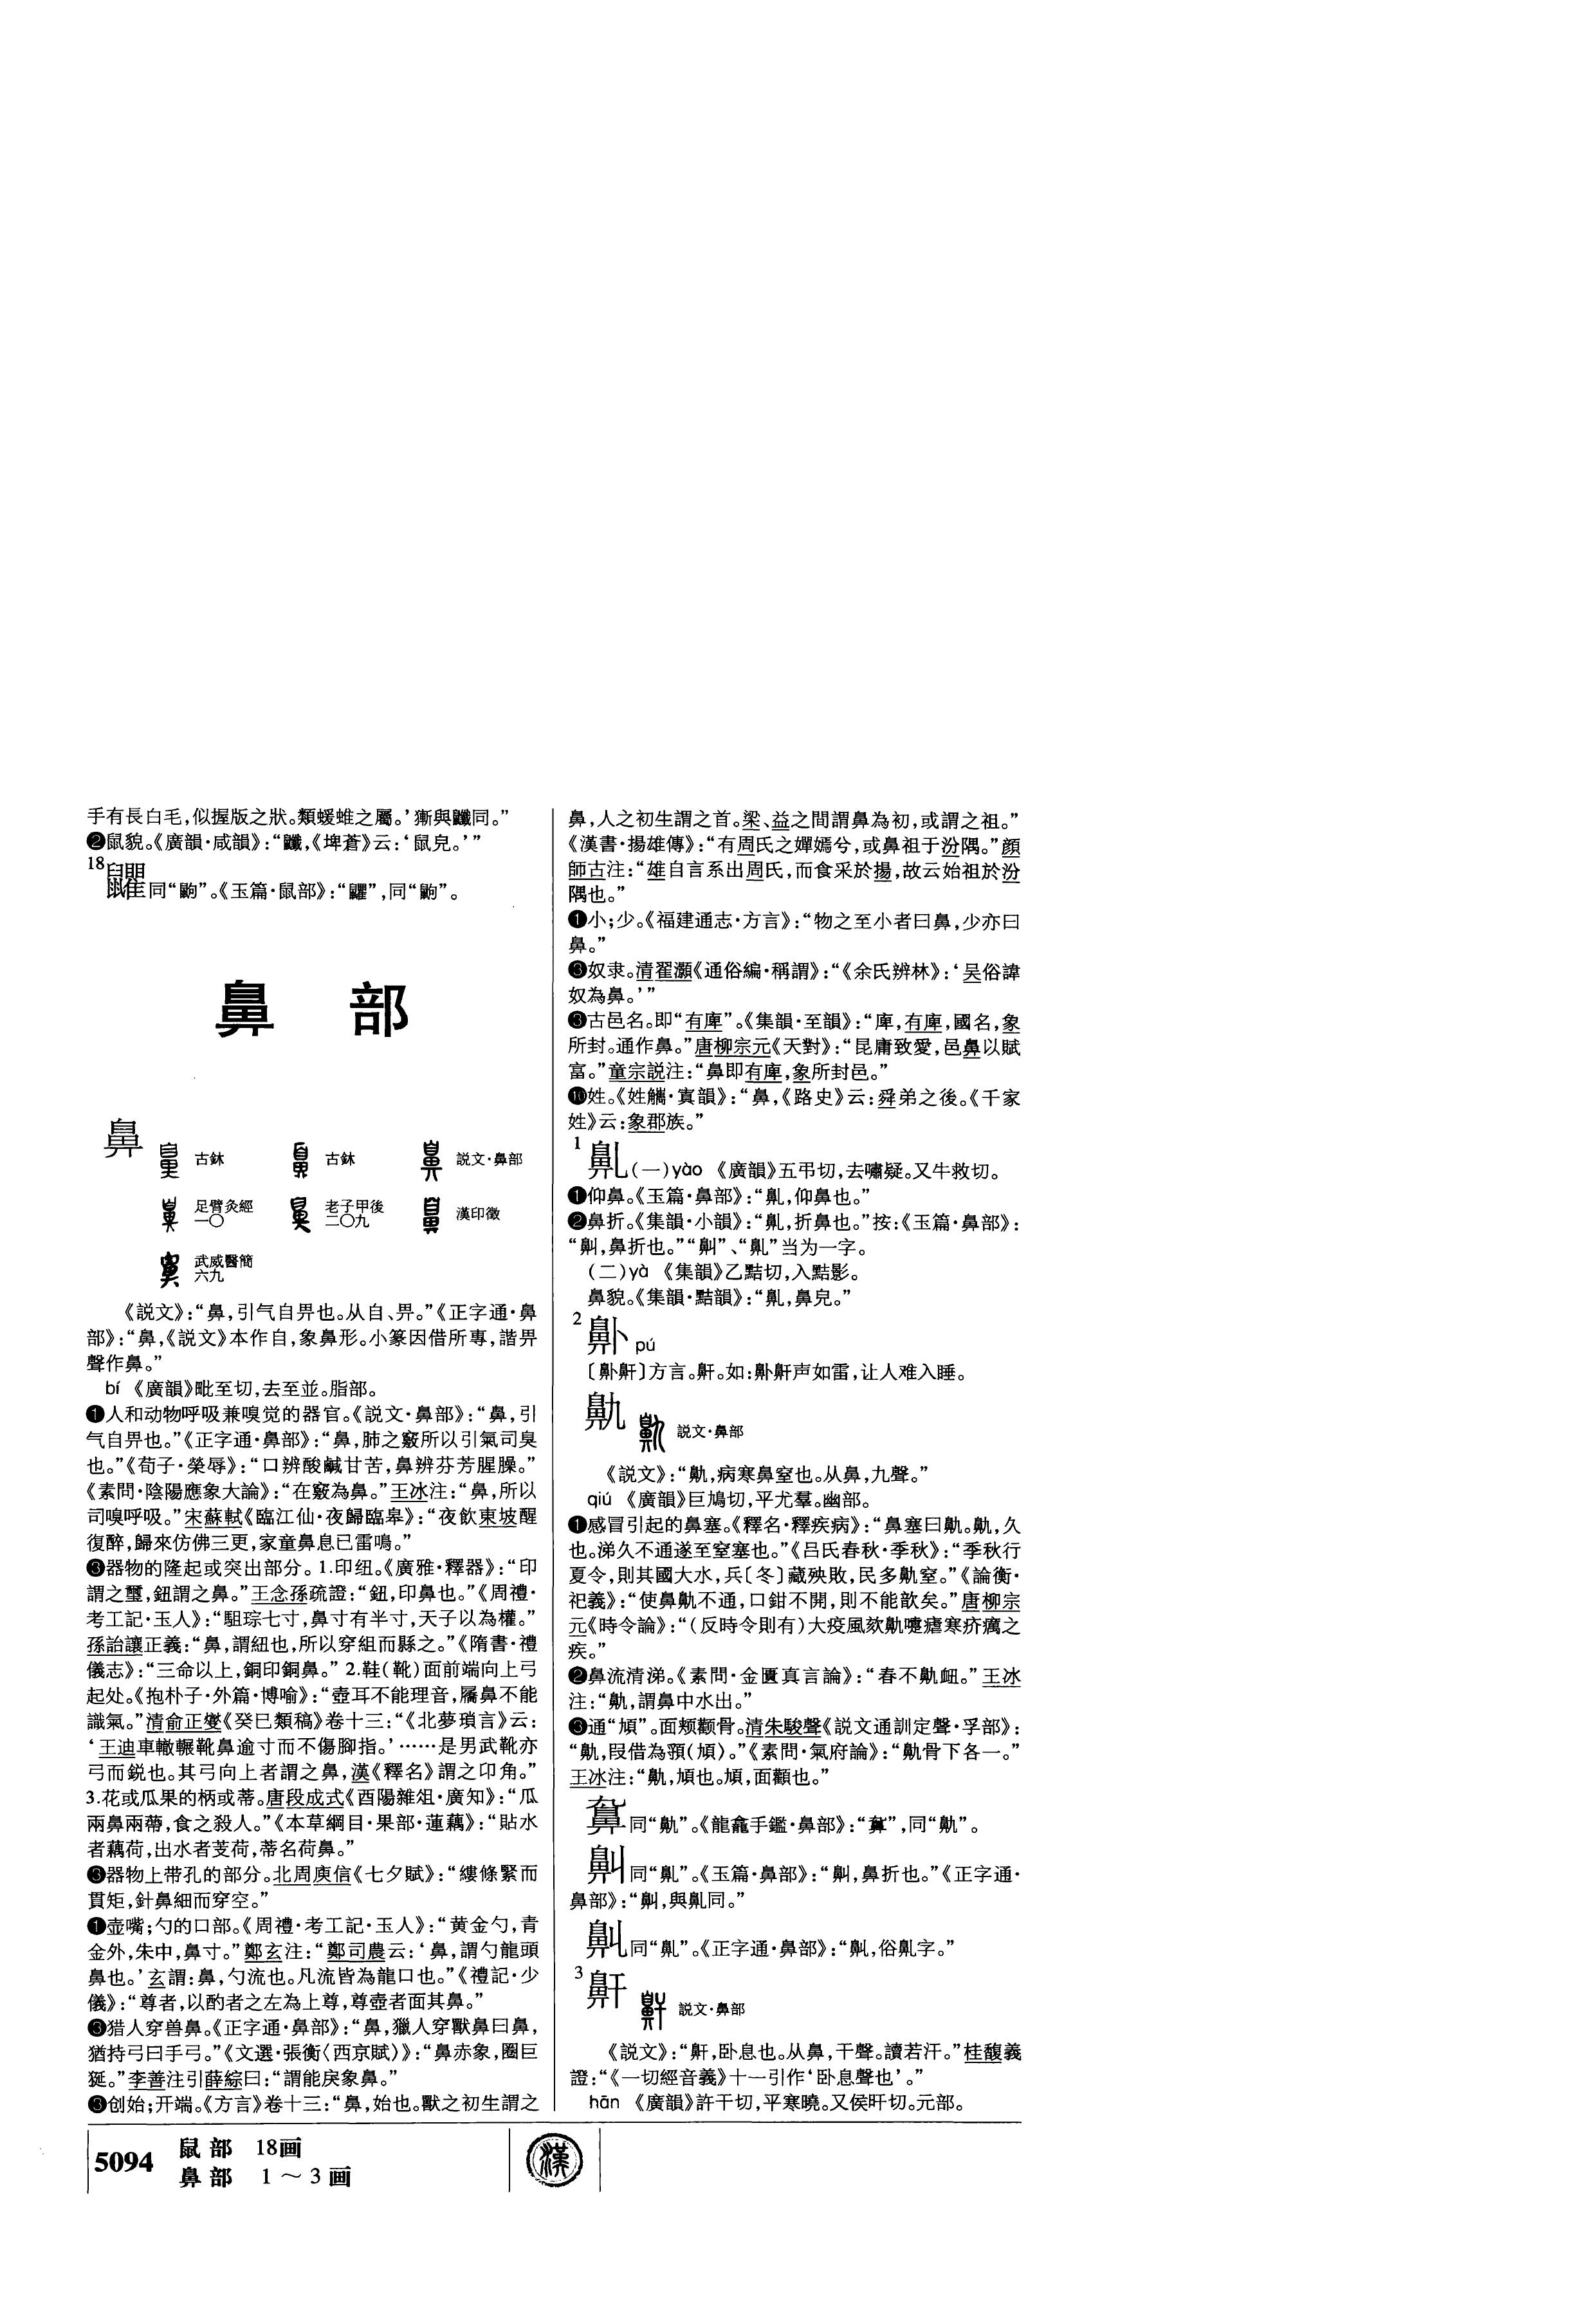 手有長白毛，似握版之狀。類蝯蜼之屬。’獑與䶫同。”
❷鼠貌。《廣韻·咸韻》：“䶫，《埤蒼》云：‘鼠皃。’”
18
同“鼩”。《玉篇·鼠部》：“鼩”。
鼻 部
鼻
古鉨 古鉨 説文·鼻部
足臂灸經一〇 老子甲後二〇九 漢印徵
武威醫簡六九
《説文》：“鼻，引气自畀也。从自、畀。”《正字通·鼻
部》：“鼻，《説文》本作自，象鼻形。小篆因借所專，諧畀
聲作鼻。”
bí 《廣韻》毗至切，去至並。脂部。
❶人和动物呼吸兼嗅觉的器官。《説文·鼻部》：“鼻，引
气自畀也。”《正字通·鼻部》：“鼻，肺之竅所以引氣司臭
也。”《荀子·榮辱》：“口辨酸鹹甘苦，鼻辨芬芳腥臊。”
《素問·陰陽應象大論》：“在竅為鼻。”王冰注：“鼻，所以
司嗅呼吸。”宋蘇軾《臨江仙·夜歸臨皋》：“夜飲東坡醒
復醉，歸來仿佛三更，家童鼻息已雷鳴。”
❸器物的隆起或突出部分。1.印纽。《廣雅·釋器》：“印
謂之璽，鈕謂之鼻。”王念孫疏證：“鈕，印鼻也。”《周禮·
考工記·玉人》：“駔琮七寸，鼻寸有半寸，天子以為權。”
孫詒讓正義：“鼻，謂紐也，所以穿組而縣之。”《隋書·禮
儀志》：“三命以上，銅印銅鼻。”2.鞋（靴）面前端向上弓
起处。《抱朴子·外篇·博喻》：“壺耳不能理音，屩鼻不能
識氣。”清俞正燮《癸巳類稿》卷十三：“《北夢瑣言》云：
‘王迪車轍輾靴鼻逾寸而不傷腳指。’……是男武靴亦
弓而鋭也。其弓向上者謂之鼻，漢《釋名》謂之卬角。”
3.花或瓜果的柄或蒂。唐段成式《酉陽雜俎·廣知》：“瓜
兩鼻兩蔕，食之殺人。”《本草綱目·果部·蓮藕》：“貼水
者藕荷，出水者芰荷，蒂名荷鼻。”
❸器物上带孔的部分。北周庾信《七夕賦》：“縷條緊而
貫矩，針鼻細而穿空。”
❶壶嘴；勺的口部。《周禮·考工記·玉人》：“黄金勺，青
金外，朱中，鼻寸。”鄭玄注：“鄭司農云：‘鼻，謂勺龍頭
鼻也。’玄謂：鼻，勺流也。凡流皆為龍口也。”《禮記·少
儀》：“尊者，以酌者之左為上尊，尊壺者面其鼻。”
❸猎人穿兽鼻。《正字通·鼻部》：“鼻，獵人穿獸鼻曰鼻，
猶持弓曰手弓。”《文選·張衡〈西京賦〉》：“鼻赤象，圈巨
狿。”李善注引薛綜曰：“謂能戾象鼻。”
❸创始；开端。《方言》卷十三：“鼻，始也。獸之初生謂之
鼻，人之初生謂之首。梁、益之間謂鼻為初，或謂之祖。”
《漢書·揚雄傳》：“有周氏之嬋嫣兮，或鼻祖于汾隅。”顔
師古注：“雄自言系出周氏，而食采於揚，故云始祖於汾
隅也。”
❶小；少。《福建通志·方言》：“物之至小者曰鼻，少亦曰
鼻。”
❸奴隶。清翟灝《通俗編·稱謂》：“《余氏辨林》：‘吴俗諱
奴為鼻。’”
❸古邑名。即“有庳”。《集韻·至韻》：“庳，有庳，國名，象
所封。通作鼻。”唐柳宗元《天對》：“昆庸致愛，邑鼻以賦
富。”童宗説注：“鼻即有庳，象所封邑。”
❿姓。《姓觿·寘韻》：“鼻，《路史》云：舜弟之後。《千家
姓》云：象郡族。”
1
鼼（一）yào 《廣韻》五弔切，去嘯疑。又牛救切。
❶仰鼻。《玉篇·鼻部》：“，仰鼻也。”
❷鼻折。《集韻·小韻》：“，折鼻也。”按：《玉篇·鼻部》：
“鼼，鼻折也。”“鼼”、“”当为一字。
（二）yà 《集韻》乙黠切，入黠影。
鼻貌。《集韻·黠韻》：“，鼻皃。”
2
pú
〔鼾〕方言。鼾。如：鼾声如雷，让人难入睡。
鼽
説文·鼻部
《説文》：“鼽，病寒鼻窒也。从鼻，九聲。”
qiú 《廣韻》巨鳩切，平尤羣。幽部。
❶感冒引起的鼻塞。《釋名·釋疾病》：“鼻塞曰鼽。鼽，久
也。涕久不通遂至窒塞也。”《吕氏春秋·季秋》：“季秋行
夏令，則其國大水，兵〔冬〕藏殃敗，民多鼽窒。”《論衡·
祀義》：“使鼻鼽不通，口鉗不開，則不能歆矣。”唐柳宗
元《時令論》：“（反時令則有）大疫風欬鼽嚏瘧寒疥癘之
疾。”
❷鼻流清涕。《素問·金匱真言論》：“春不鼽衄。”王冰
注：“鼽，謂鼻中水出。”
❸通“頄”。面颊颧骨。清朱駿聲《説文通訓定聲·孚部》：
“鼽，叚借為頯（頄）。”《素問·氣府論》：“鼽骨下各一。”
王冰注：“鼽，頄也。頄，面顴也。”
同“鼽”。《龍龕手鑑·鼻部》：“”，同“鼽”。
同“”。《玉篇·鼻部》：“，鼻折也。”《正字通·
鼻部》：“，與同。”
同“”。《正字通·鼻部》：“，俗字。”
3
鼾
説文·鼻部
《説文》：“鼾，卧息也。从鼻，干聲。讀若汗。”桂馥義
證：“《一切經音義》十一引作‘卧息聲也’。”
hān 《廣韻》許干切，平寒曉。又侯旰切。元部。
5094
鼠部 18画
鼻部 1～3画
漢